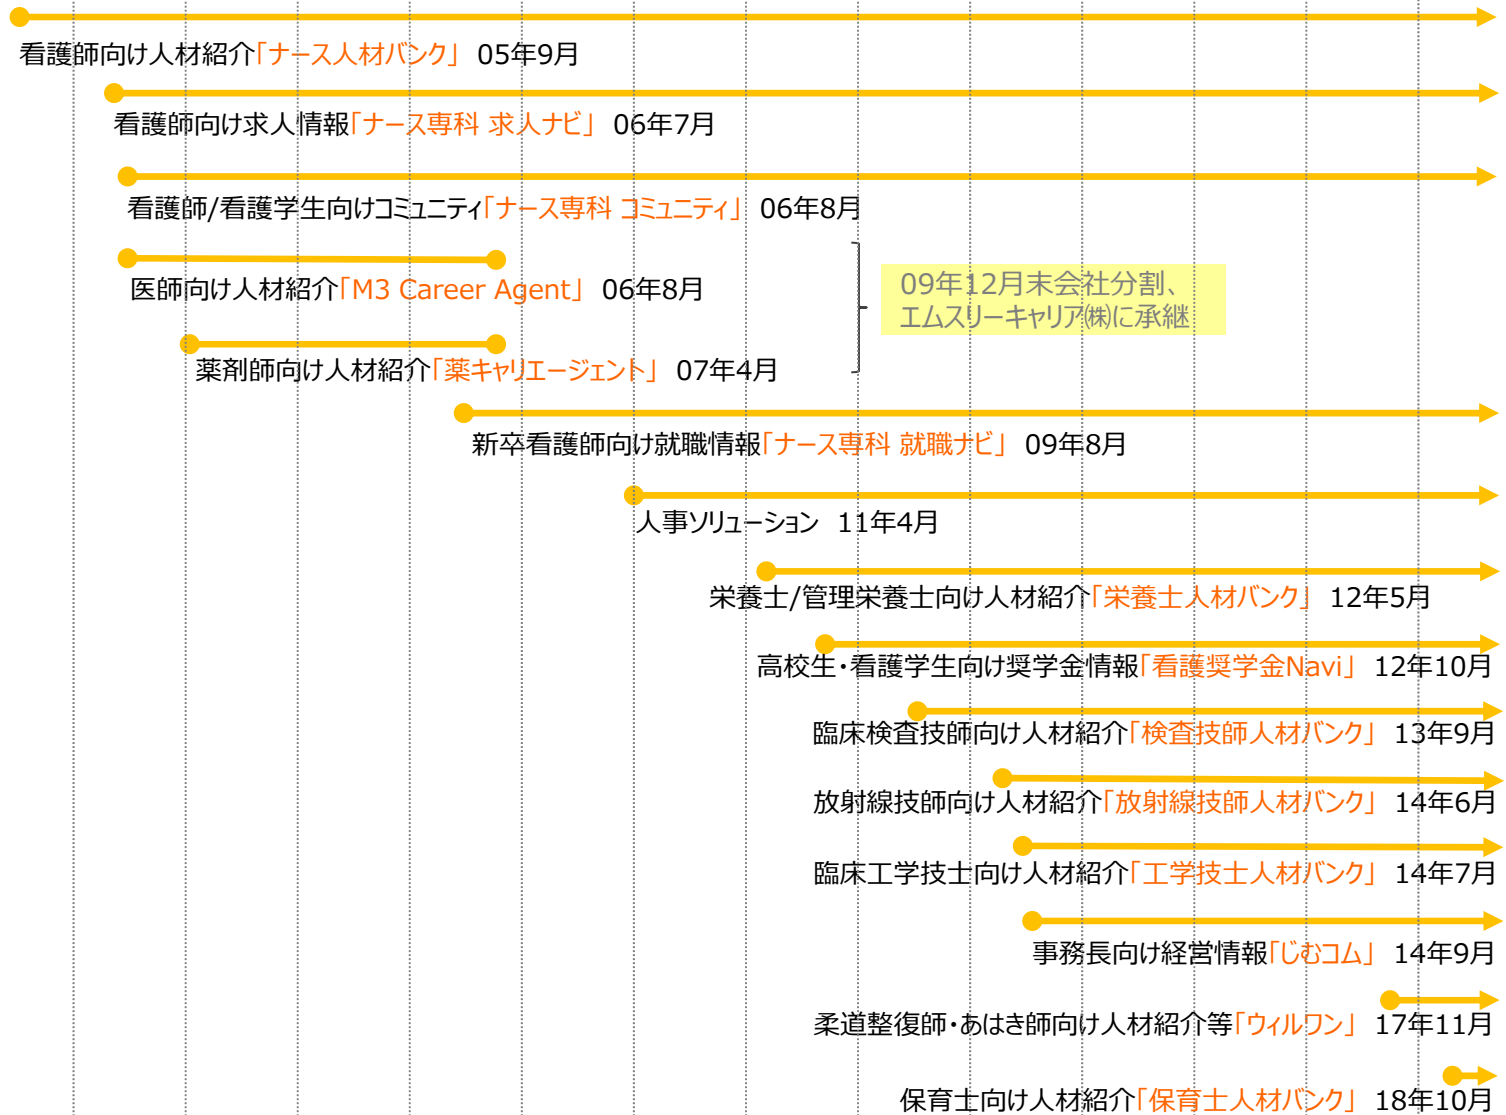 看護師向け人材紹介「ナース人材バンク」 05年9月
看護師向け求人情報「ナース専科 求人ナビ」 06年7月
看護師/看護学生向けコミュニティ「ナース専科 コミュニティ」 06年8月
医師向け人材紹介「M3 Career Agent」 06年8月
09年12月末会社分割、
エムスリーキャリア㈱に承継
薬剤師向け人材紹介「薬キャリエージェント」 07年4月
新卒看護師向け就職情報「ナース専科 就職ナビ」 09年8月
人事ソリューション 11年4月
栄養士/管理栄養士向け人材紹介「栄養士人材バンク」 12年5月
高校生・看護学生向け奨学金情報「看護奨学金Navi」 12年10月
臨床検査技師向け人材紹介「検査技師人材バンク」 13年9月
放射線技師向け人材紹介「放射線技師人材バンク」 14年6月
臨床工学技士向け人材紹介「工学技士人材バンク」 14年7月
事務長向け経営情報「じむコム」 14年9月
柔道整復師・あはき師向け人材紹介等「ウィルワン」 17年11月
保育士向け人材紹介「保育士人材バンク」 18年10月